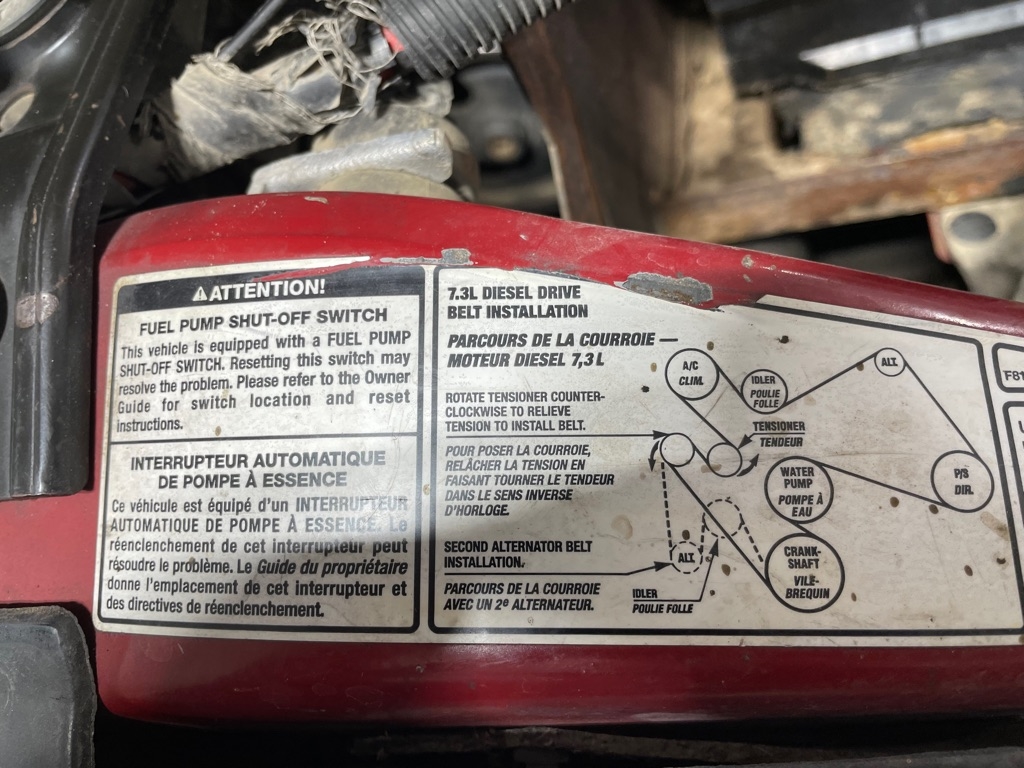 ATTENTION!
FUEL PUMP SHUT-OFF SWITCH
This vehicle is equipped with a FUEL PUMP
SHUT-OFF SWITCH. Resetting this switch may
resolve the problem. Please refer to the Owner
Guide for switch location and reset
instructions.
INTERRUPTEUR AUTOMATIQUE
DE POMPE À ESSENCE
Ce véhicule est équipé d'un INTERRUPTEUR
AUTOMATIQUE DE POMPE À ESSENCE. Le
réenclenchement de cet interrupteur peut
résoudre le problème. Le Guide du propriétaire
donne l'emplacement de cet interrupteur et
des directives de réenclenchement.
7.3L DIESEL DRIVE
BELT INSTALLATION
PARCOURS DE LA COURROIE —
MOTEUR DIESEL 7,3 L
ROTATE TENSIONER COUNTER-
CLOCKWISE TO RELIEVE
TENSION TO INSTALL BELT.
POUR POSER LA COURROIE,
RELÂCHER LA TENSION EN
FAISANT TOURNER LE TENDEUR
DANS LE SENS INVERSE
D'HORLOGE.
SECOND ALTERNATOR BELT
INSTALLATION.
PARCOURS DE LA COURROIE
AVEC UN 2e ALTERNATEUR.
A/C
CLIM.
IDLER
POULIE
FOLLE
ALT.
TENSIONER
TENDEUR
WATER
PUMP
POMPE À
EAU
P/S
DIR.
CRANK-
SHAFT
VILE-
BREQUIN
ALT.
IDLER
POULIE FOLLE